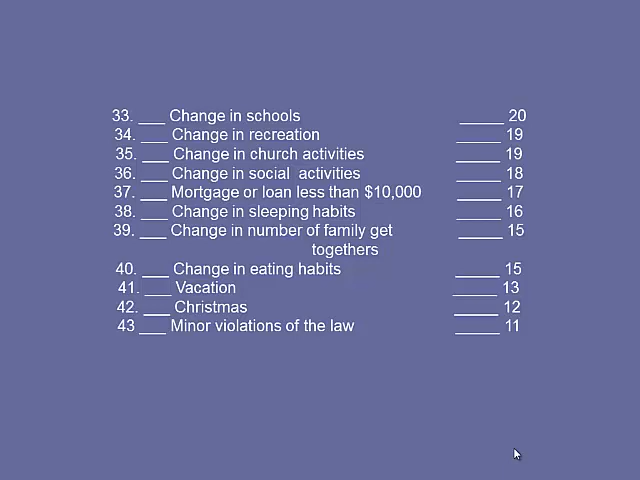 33. ___ Change in schools _____ 20
34. ___ Change in recreation _____ 19
35. ___ Change in church activities _____ 19
36. ___ Change in social  activities _____ 18
37. ___ Mortgage or loan less than $10,000 _____ 17
38. ___ Change in sleeping habits _____ 16
39. ___ Change in number of family get _____ 15
togethers
40. ___ Change in eating habits _____ 15
41. ___ Vacation _____ 13
42. ___ Christmas _____ 12
43 ___ Minor violations of the law _____ 11